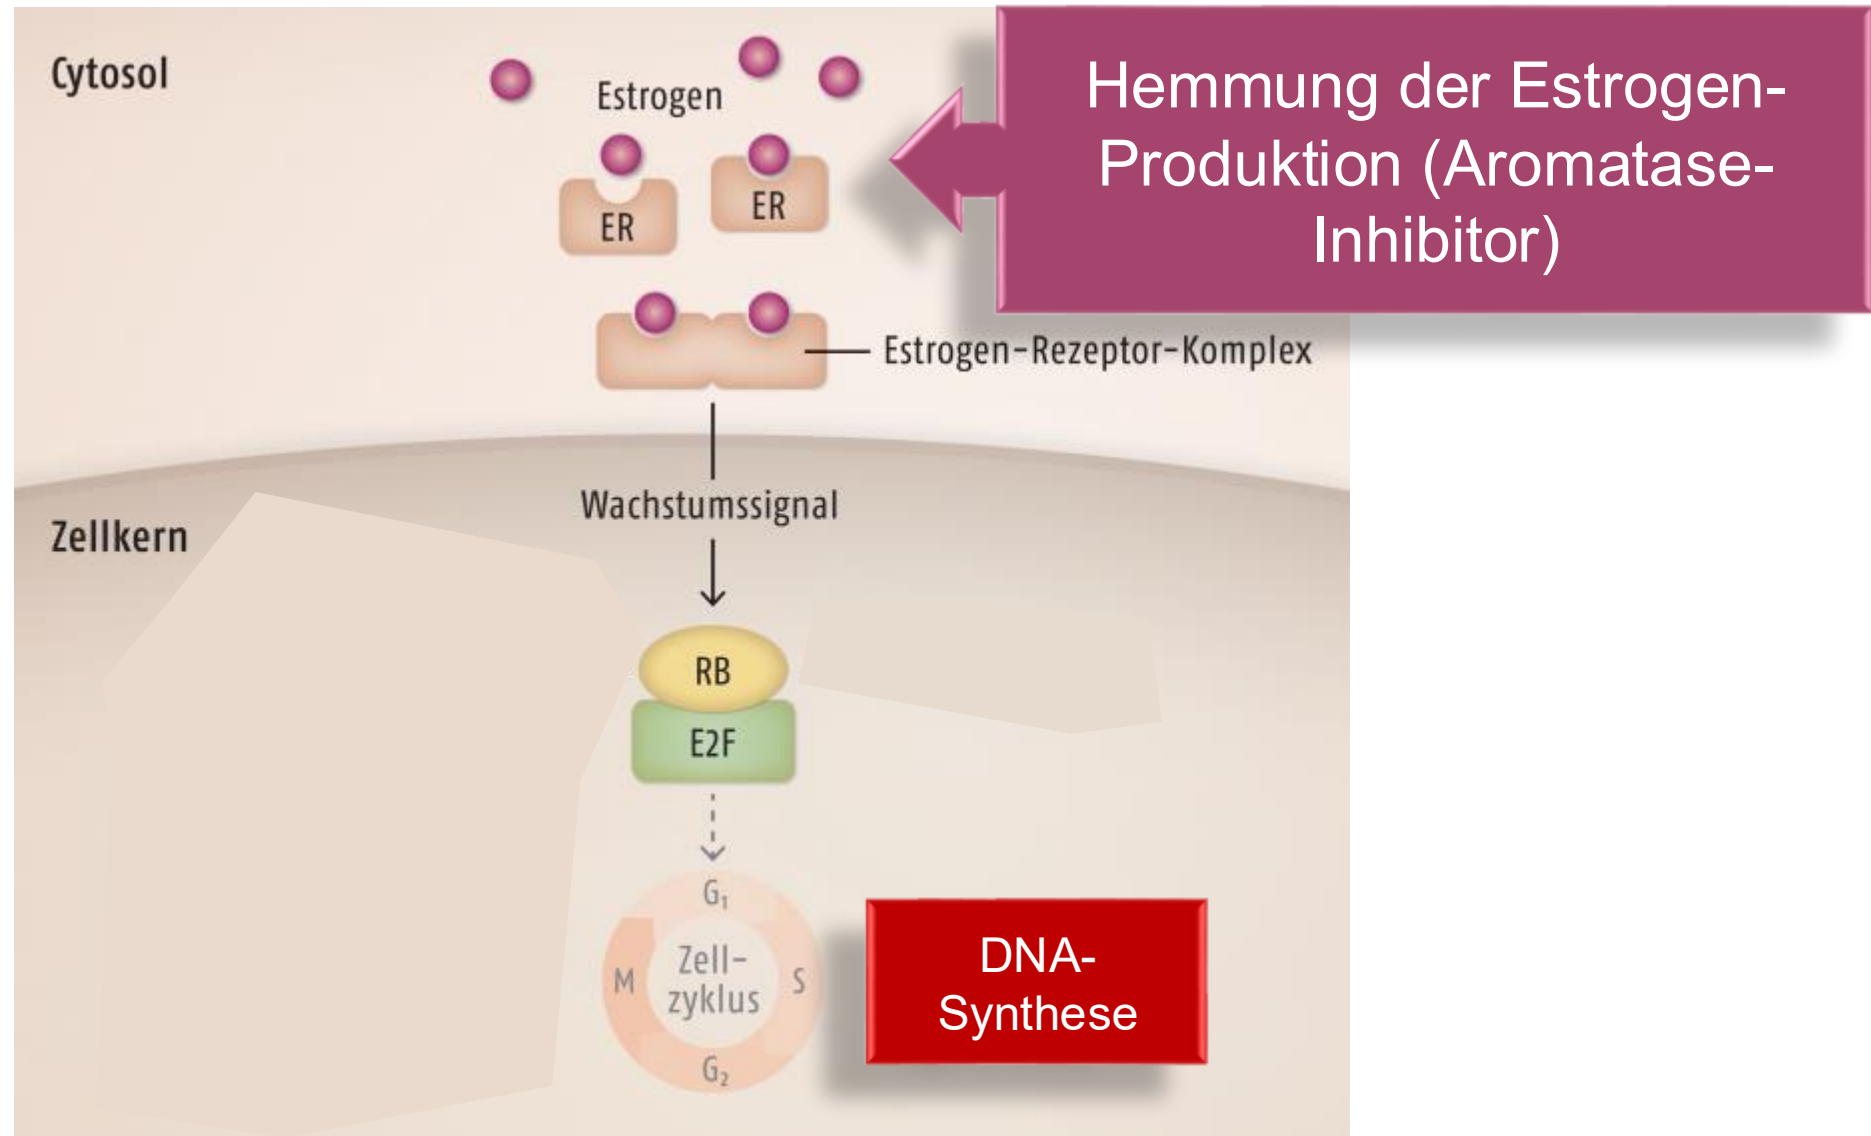 Cytosol
Estrogen
Hemmung der Estrogen-
Produktion (Aromatase-
Inhibitor)
ER
ER
Estrogen-Rezeptor-Komplex
Wachstumssignal
Zellkern
RB
E2F
G₁
M
Zell-
zyklus
S
G₂
DNA-
Synthese